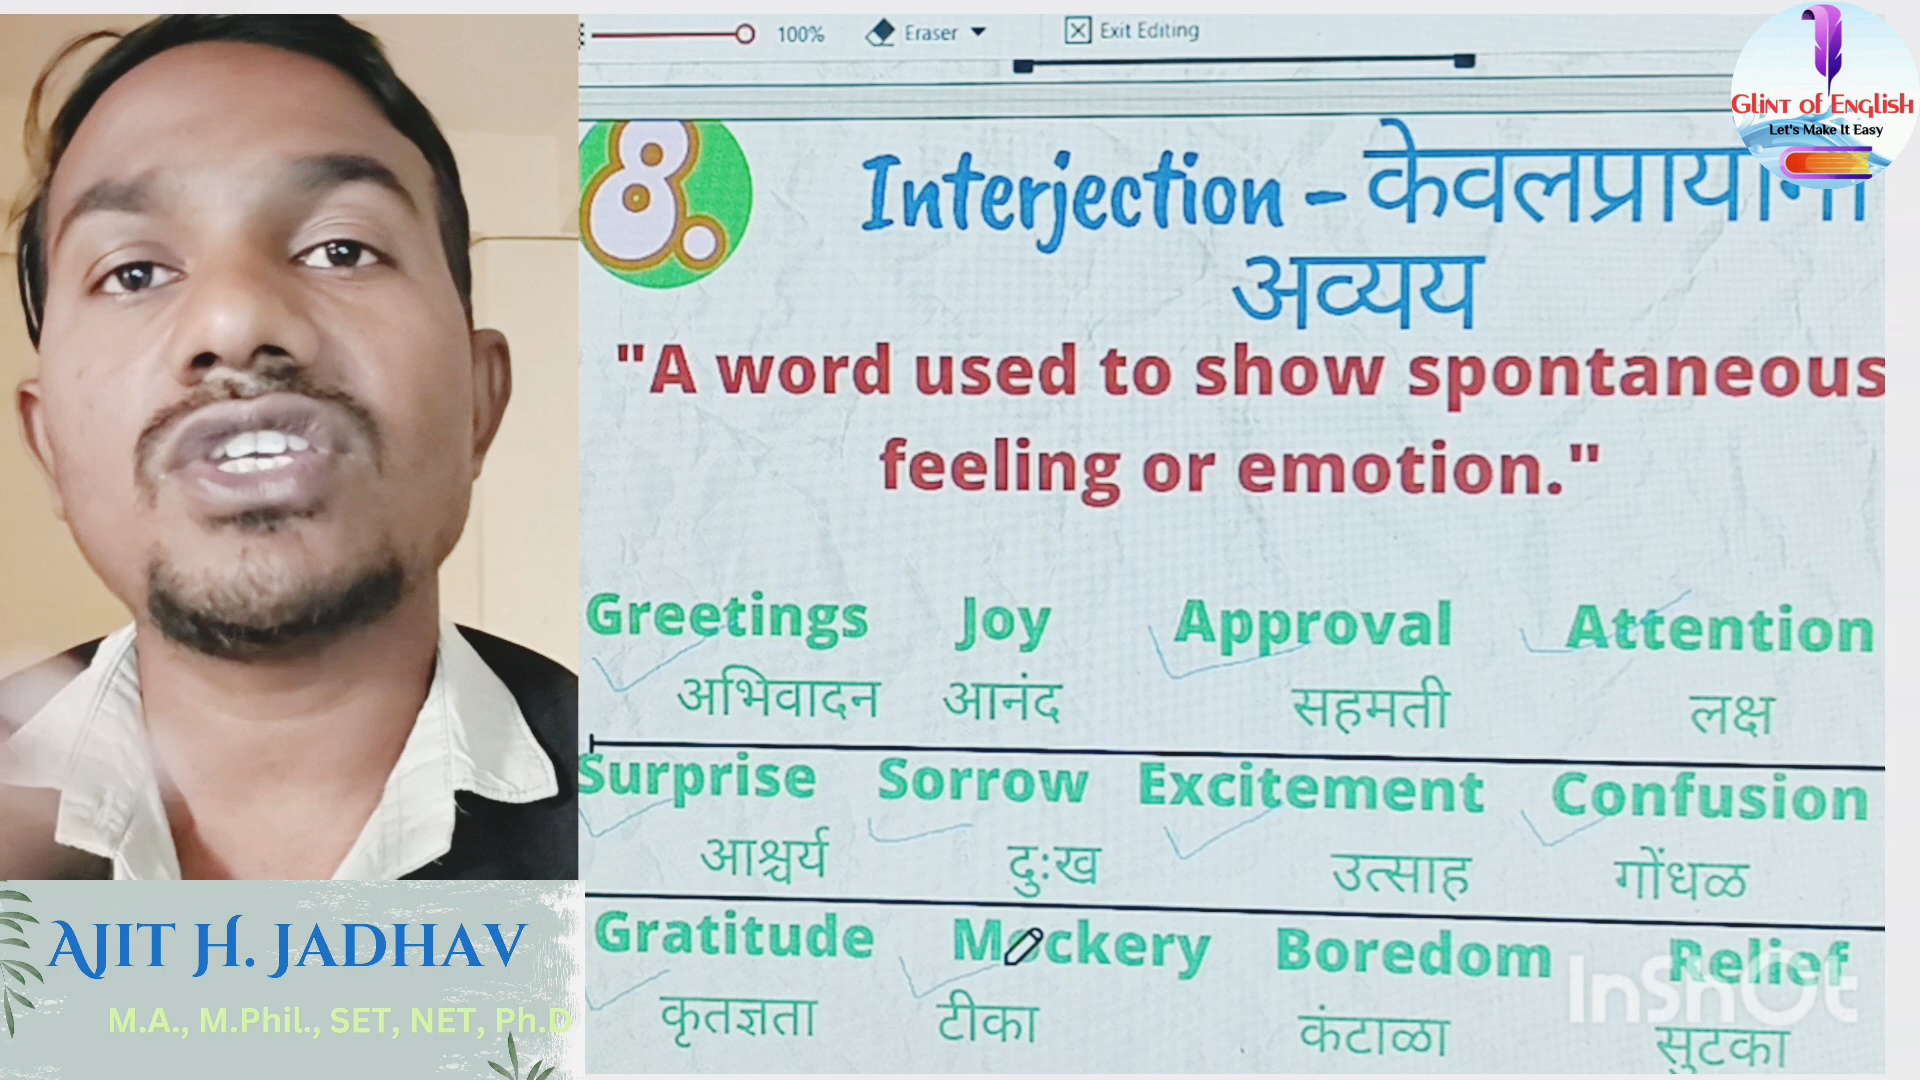 100% Eraser Exit Editing
Glint of English
Let's Make It Easy
8.
Interjection - केवलप्रायोगी
अव्यय
"A word used to show spontaneous
feeling or emotion."
Greetings Joy Approval Attention
अभिवादन आनंद सहमती लक्ष
Surprise Sorrow Excitement Confusion
आश्चर्य दुःख उत्साह गोंधळ
Gratitude Mockery Boredom Relief
कृतज्ञता टीका कंटाळा सुटका
InShOt
Ajit H. Jadhav
M.A., M.Phil., SET, NET, Ph.D